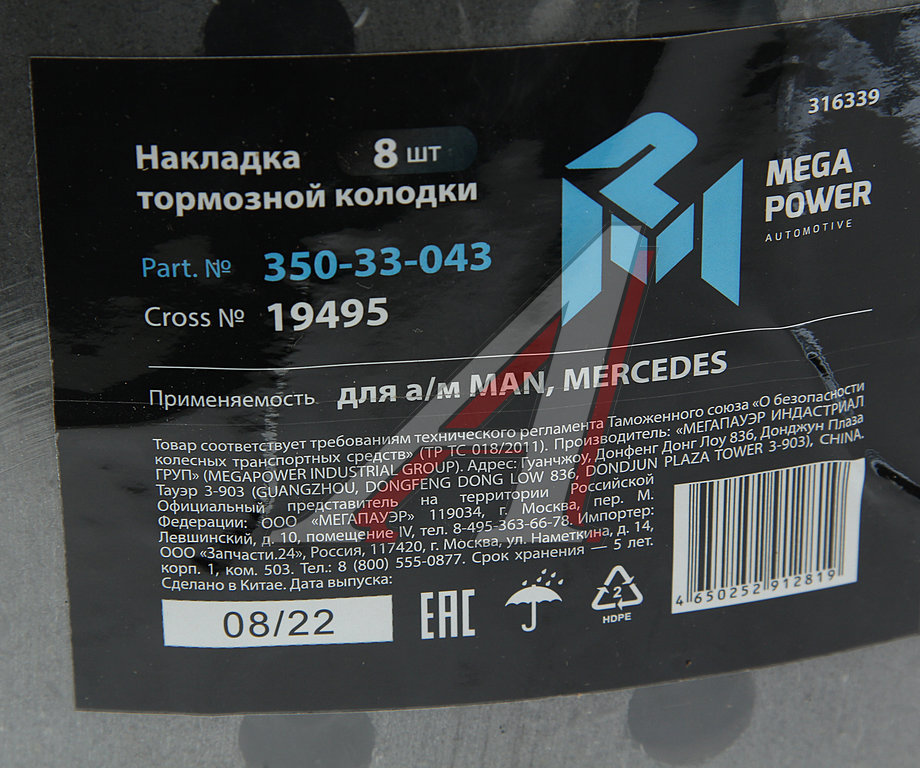 316339
Накладка 8 шт
тормозной колодки
MEGA
POWER
AUTOMOTIVE
Part. № 350-33-043
Cross № 19495
Применяемость для а/м MAN, MERCEDES
Товар соответствует требованиям технического регламента Таможенного союза «О безопасности
колесных транспортных средств» (ТР ТС 018/2011). Производитель: «МЕГАПАУЭР ИНДАСТРИАЛ
ГРУП» (MEGAPOWER INDUSTRIAL GROUP). Адрес: Гуанчжоу, Донфенг Донг Лоу 836, Донджун Плаза
Тауэр 3-903 (GUANGZHOU, DONGFENG DONG LOW 836, DONDJUN PLAZA TOWER 3-903), CHINA.
Официальный представитель на территории Российской
Федерации: ООО «МЕГАПАУЭР» 119034, г. Москва, пер. М.
Левшинский, д. 10, помещение IV, тел. 8-495-363-66-78. Импортер:
ООО «Запчасти.24», Россия, 117420, г. Москва, ул. Наметкина, д. 14,
корп. 1, ком. 503. Тел.: 8 (800) 555-0877. Срок хранения — 5 лет.
Сделано в Китае. Дата выпуска:
08/22
EAC
2
HDPE
4 650252 912819